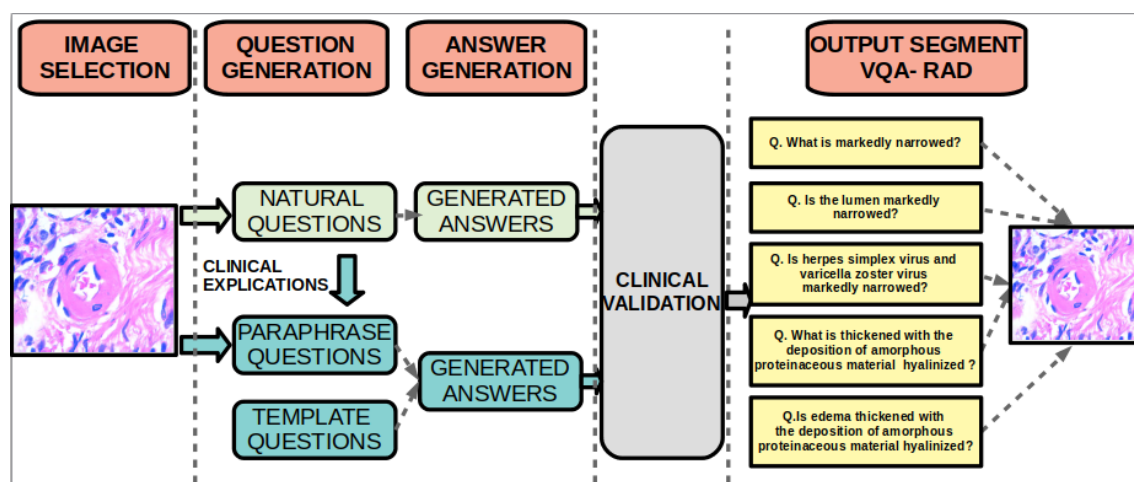 IMAGE
SELECTION
QUESTION
GENERATION
ANSWER
GENERATION
OUTPUT SEGMENT
VQA- RAD
NATURAL
QUESTIONS
GENERATED
ANSWERS
CLINICAL
EXPLICATIONS
PARAPHRASE
QUESTIONS
TEMPLATE
QUESTIONS
GENERATED
ANSWERS
CLINICAL
VALIDATION
Q. What is markedly narrowed?
Q. Is the lumen markedly
narrowed?
Q. Is herpes simplex virus and
varicella zoster virus
markedly narrowed?
Q. What is thickened with the
deposition of amorphous
proteinaceous material hyalinized ?
Q.Is edema thickened with
the deposition of amorphous
proteinaceous material hyalinized?